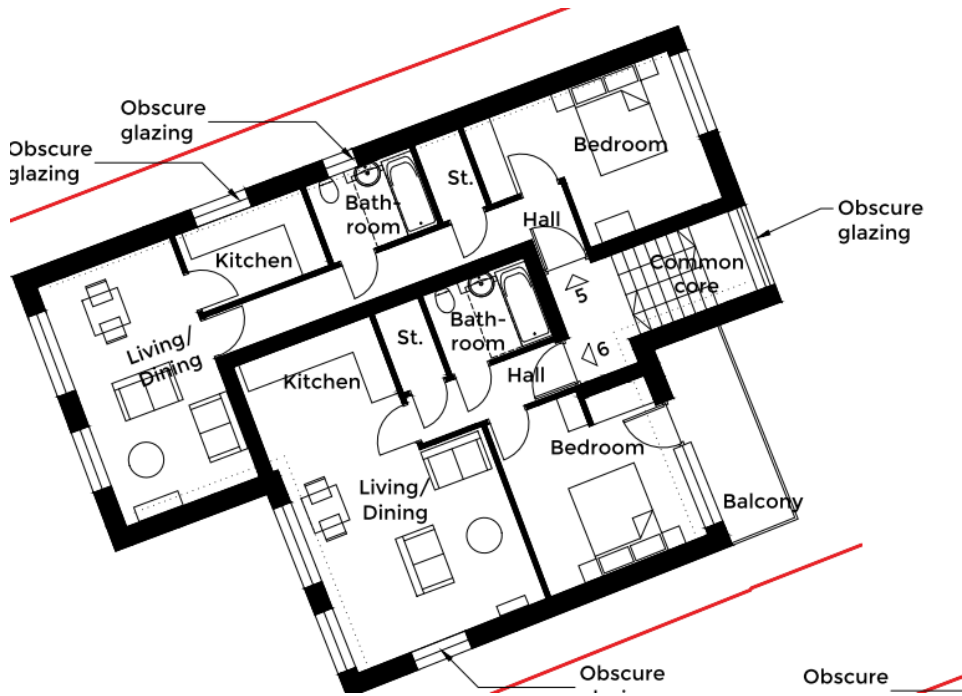 Obscure
glazing
Obscure
glazing
Bedroom
St.
Bath-
room
Hall
Kitchen
Obscure
glazing
Common
core
5
Living/
Dining
Bath-
room
St.
6
Hall
Kitchen
Bedroom
Living/
Dining
Balcony
Obscure
Obscure